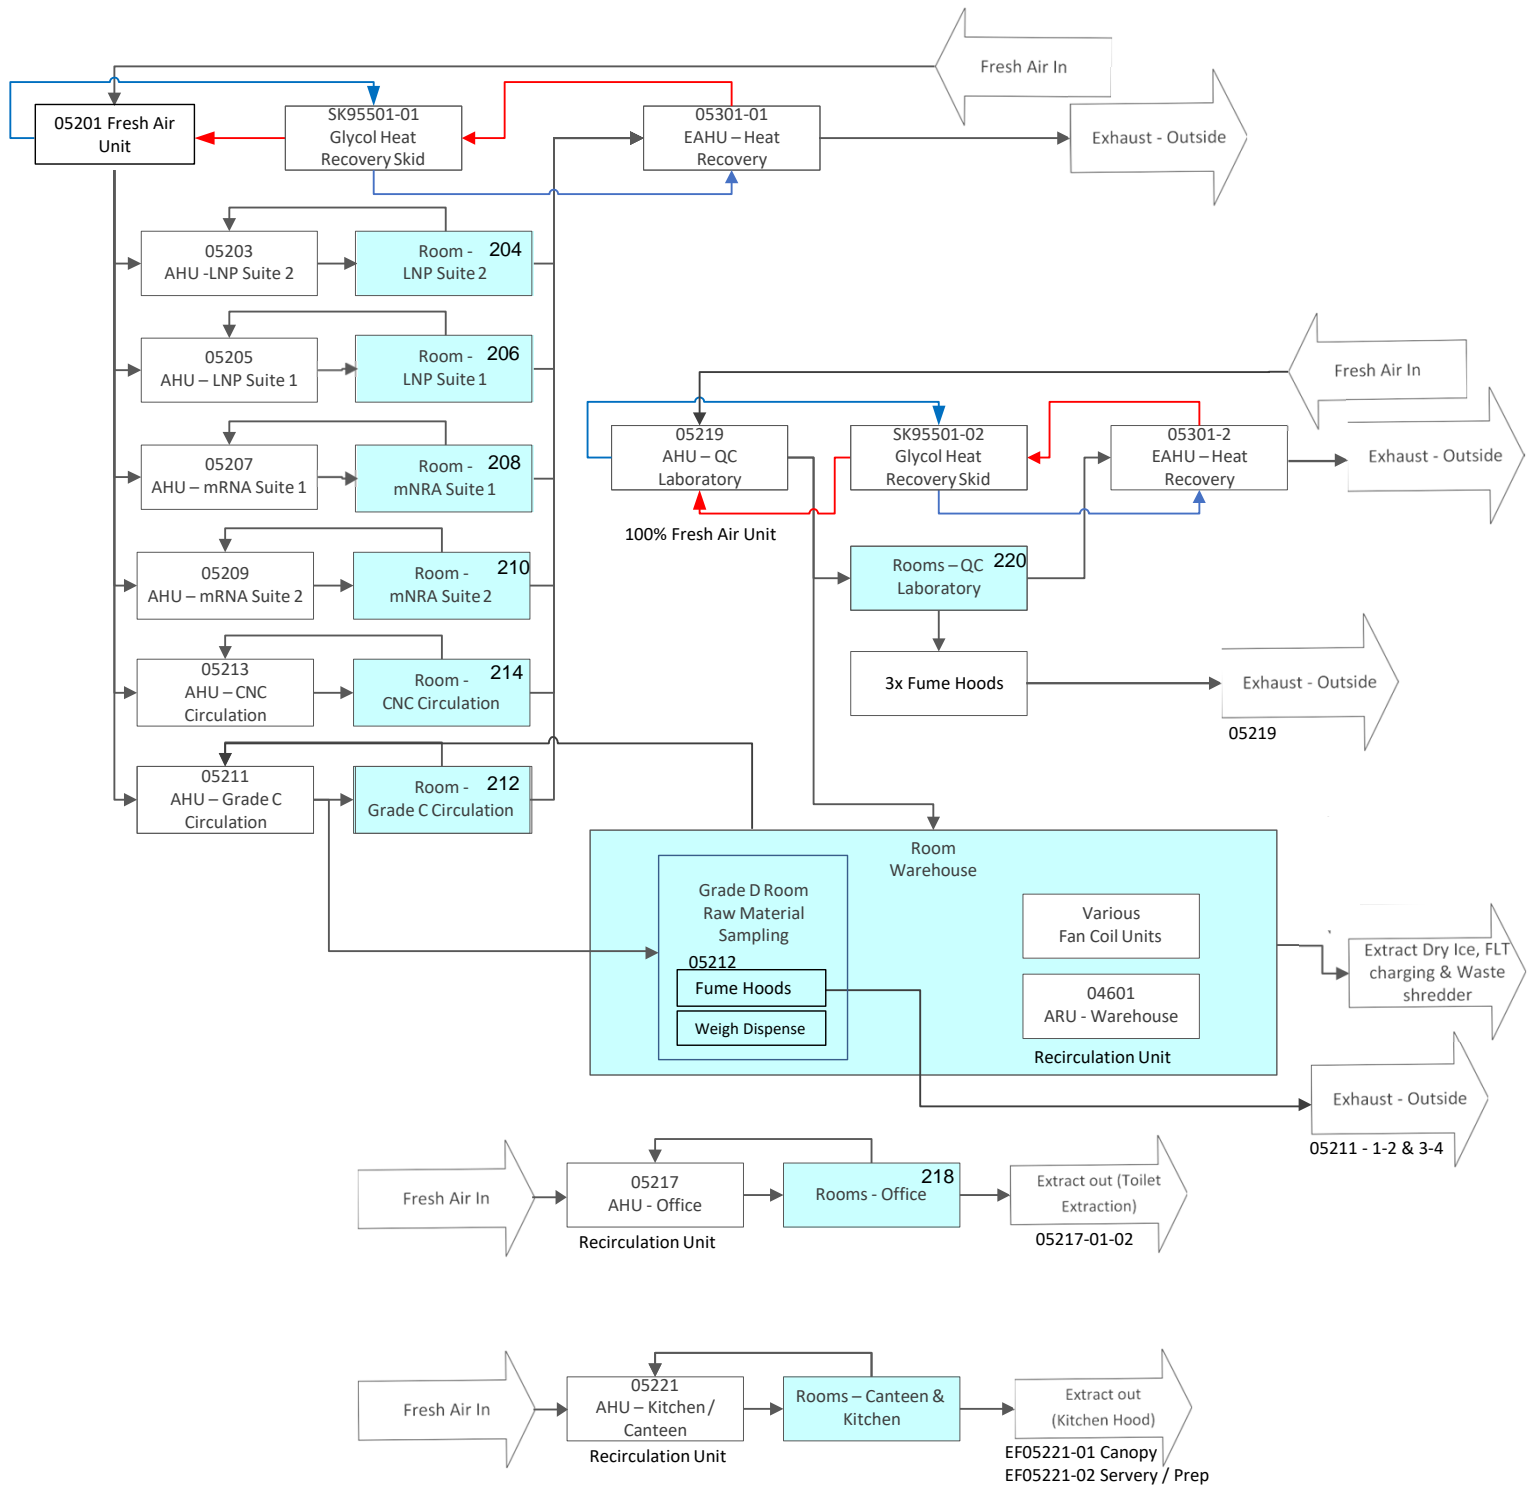 Fresh Air In
05201 Fresh Air
Unit
SK95501-01
Glycol Heat
Recovery Skid
05301-01
EAHU – Heat
Recovery
Exhaust - Outside
05203
AHU -LNP Suite 2
Room - 204
LNP Suite 2
05205
AHU – LNP Suite 1
Room - 206
LNP Suite 1
Fresh Air In
05207
AHU – mRNA Suite 1
Room - 208
mNRA Suite 1
05219
AHU – QC
Laboratory
100% Fresh Air Unit
SK95501-02
Glycol Heat
Recovery Skid
05301-2
EAHU – Heat
Recovery
Exhaust - Outside
05209
AHU – mRNA Suite 2
Room - 210
mNRA Suite 2
Rooms – QC 220
Laboratory
05213
AHU – CNC
Circulation
Room - 214
CNC Circulation
3x Fume Hoods
Exhaust - Outside
05219
05211
AHU – Grade C
Circulation
Room - 212
Grade C Circulation
Room
Warehouse
Grade D Room
Raw Material
Sampling
05212
Fume Hoods
Weigh Dispense
Various
Fan Coil Units
04601
ARU - Warehouse
Recirculation Unit
Extract Dry Ice, FLT
charging & Waste
shredder
Exhaust - Outside
05211 - 1-2 & 3-4
Fresh Air In
05217
AHU - Office
Recirculation Unit
Rooms - Office 218
Extract out (Toilet
Extraction)
05217-01-02
Fresh Air In
05221
AHU – Kitchen /
Canteen
Recirculation Unit
Rooms – Canteen &
Kitchen
Extract out
(Kitchen Hood)
EF05221-01 Canopy
EF05221-02 Servery / Prep